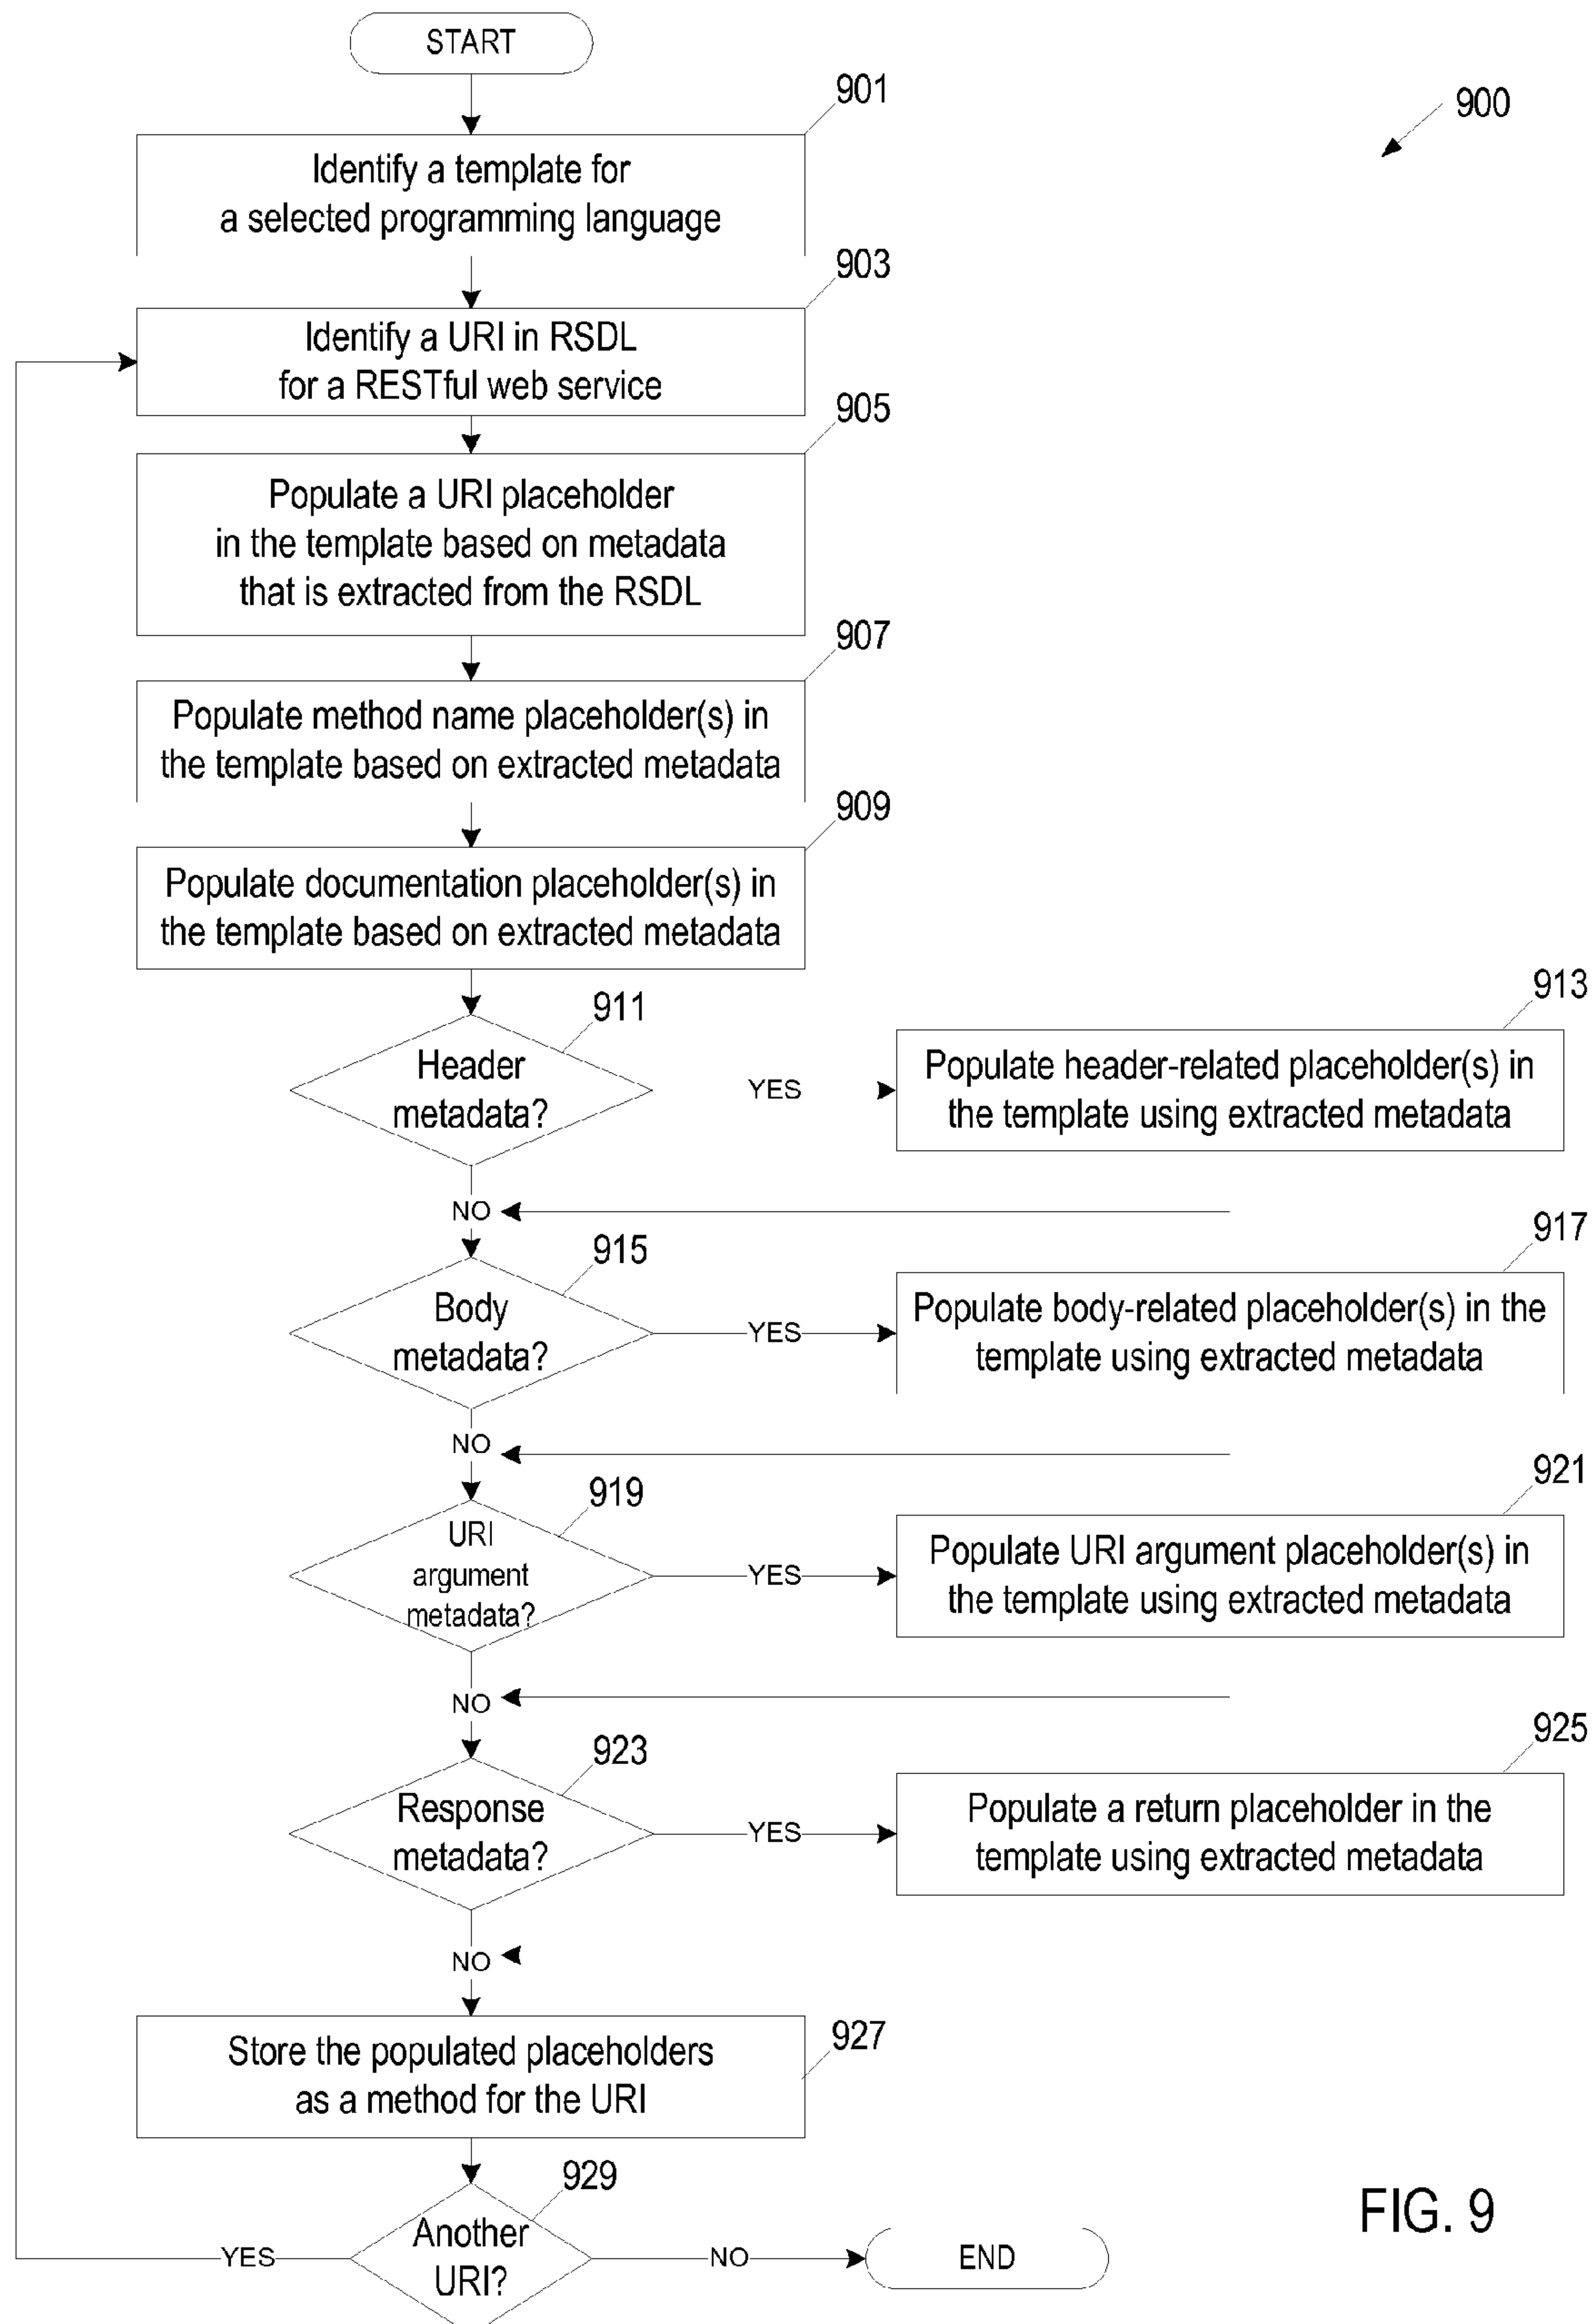 START
901
900
Identify a template for
a selected programming language
903
Identify a URI in RSDL
for a RESTful web service
905
Populate a URI placeholder
in the template based on metadata
that is extracted from the RSDL
907
Populate method name placeholder(s) in
the template based on extracted metadata
909
Populate documentation placeholder(s) in
the template based on extracted metadata
911
913
Header
metadata?
YES
Populate header-related placeholder(s) in
the template using extracted metadata
NO
915
917
Body
metadata?
YES
Populate body-related placeholder(s) in the
template using extracted metadata
NO
919
921
URI
argument
metadata?
YES
Populate URI argument placeholder(s) in
the template using extracted metadata
NO
923
925
Response
metadata?
YES
Populate a return placeholder in the
template using extracted metadata
NO
927
Store the populated placeholders
as a method for the URI
929
Another
URI?
YES
NO
END
FIG. 9